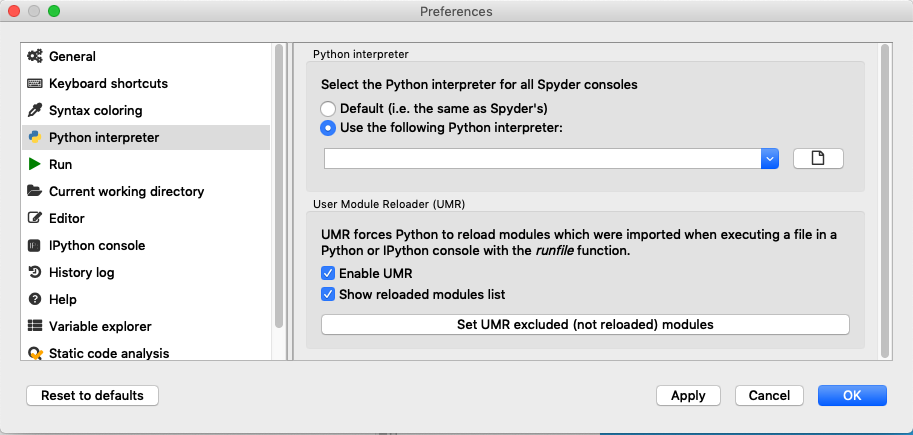 Preferences
General
Keyboard shortcuts
Syntax coloring
Python interpreter
Run
Current working directory
Editor
IPython console
History log
Help
Variable explorer
Static code analysis
Python interpreter
Select the Python interpreter for all Spyder consoles
Default (i.e. the same as Spyder's)
Use the following Python interpreter:
User Module Reloader (UMR)
UMR forces Python to reload modules which were imported when executing a file in a
Python or IPython console with the runfile function.
Enable UMR
Show reloaded modules list
Set UMR excluded (not reloaded) modules
Reset to defaults
Apply
Cancel
OK